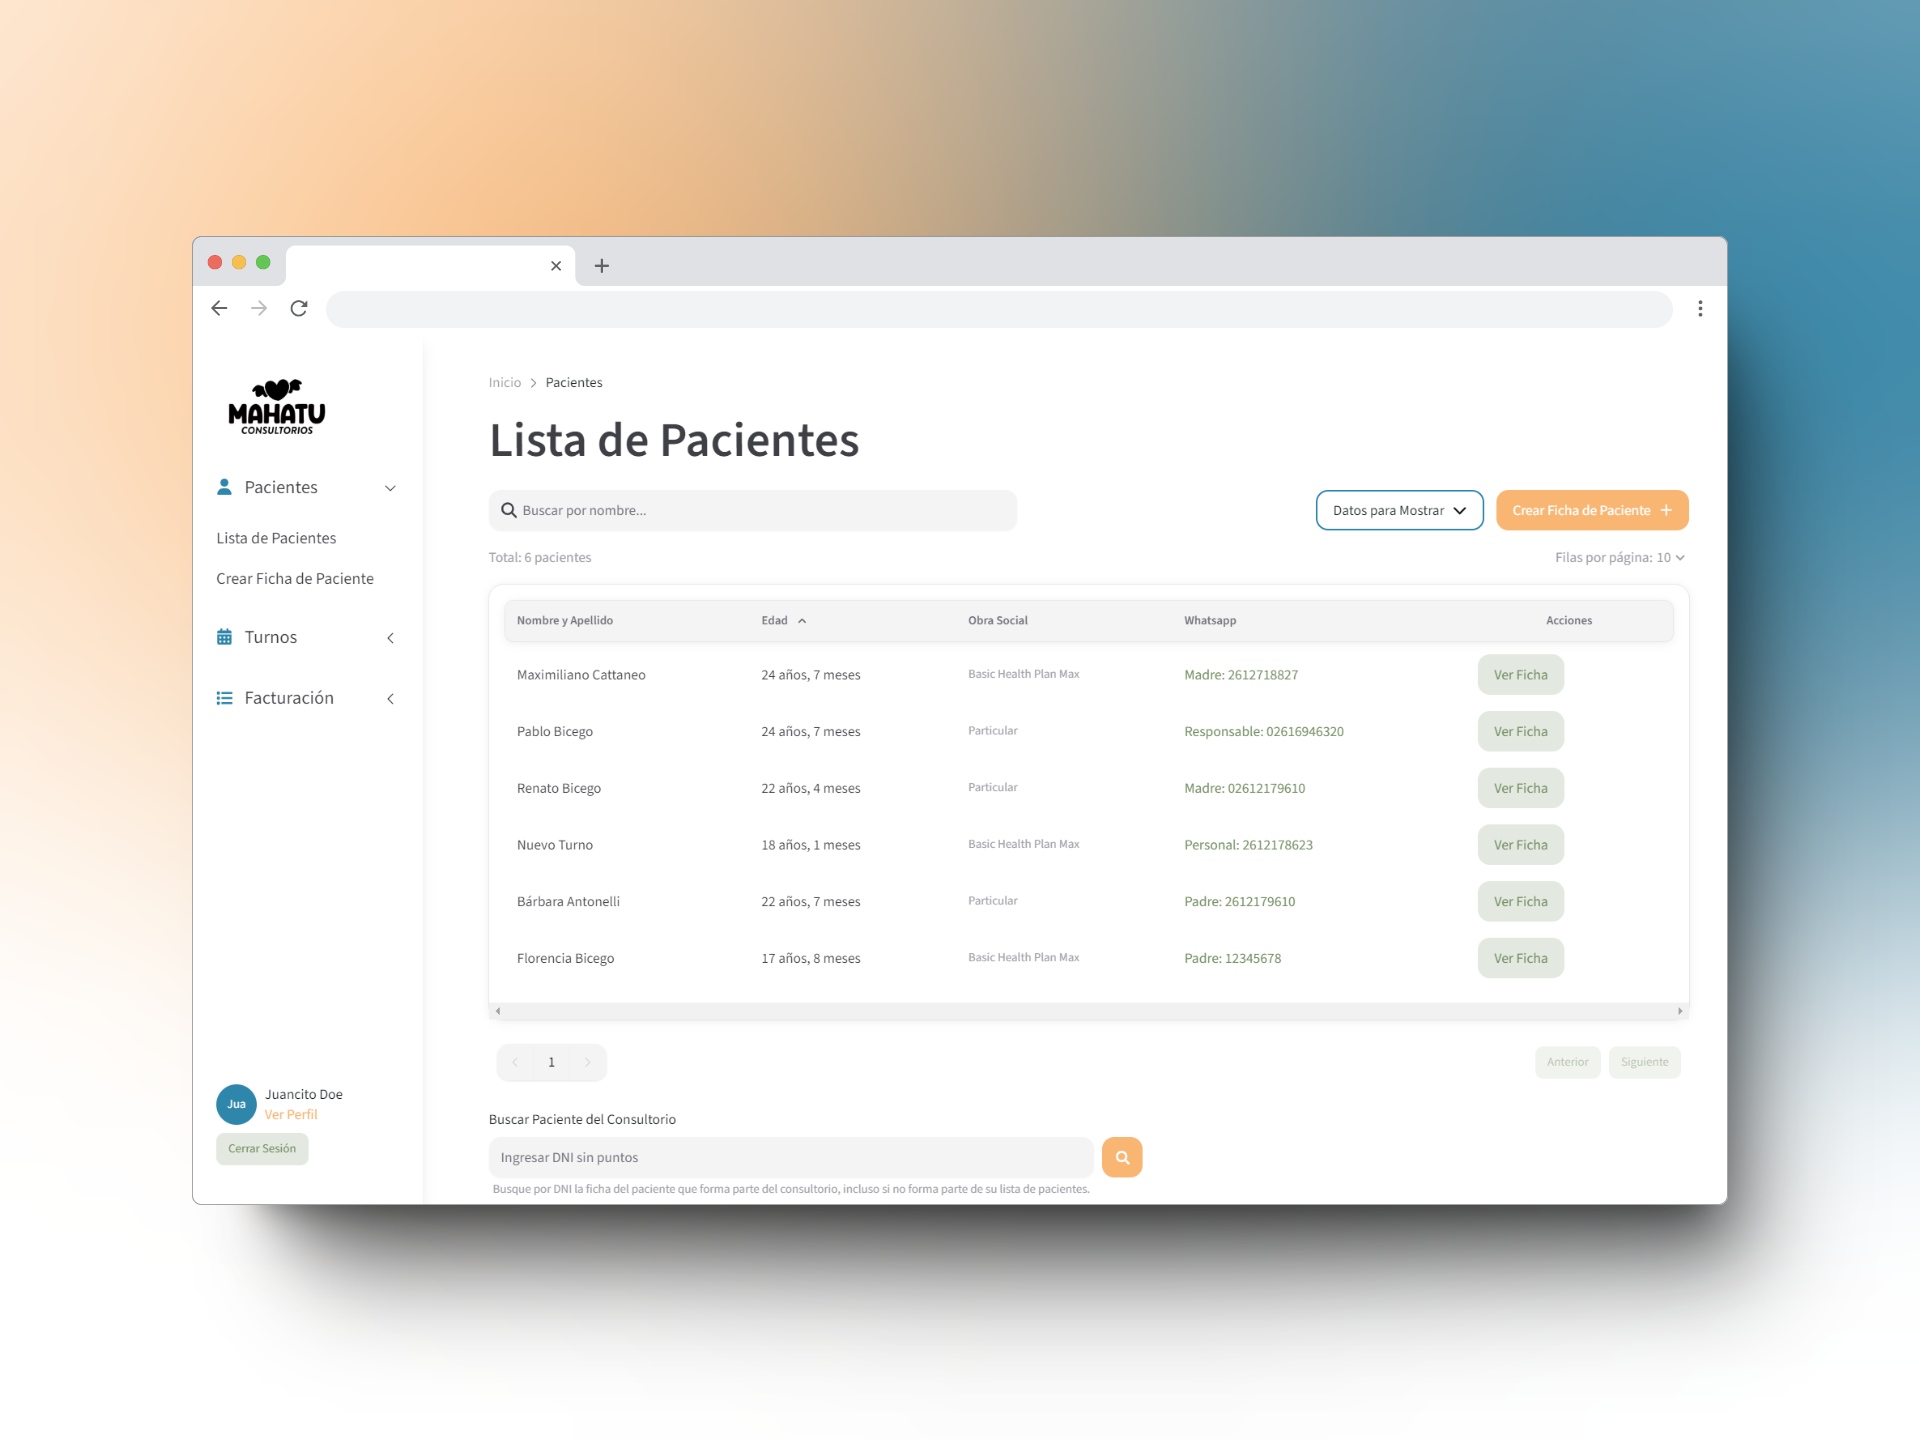 MAHATU
CONSULTORIOS
Pacientes
Lista de Pacientes
Crear Ficha de Paciente
Turnos
Facturación
Jua
Juancito Doe
Ver Perfil
Cerrar Sesión
Inicio > Pacientes
Lista de Pacientes
Buscar por nombre...
Datos para Mostrar
Crear Ficha de Paciente +
Total: 6 pacientes
Filas por página: 10
Nombre y Apellido Edad Obra Social Whatsapp Acciones
Maximiliano Cattaneo 24 años, 7 meses Basic Health Plan Max Madre: 2612718827 Ver Ficha
Pablo Bicego 24 años, 7 meses Particular Responsable: 02616946320 Ver Ficha
Renato Bicego 22 años, 4 meses Particular Madre: 02612179610 Ver Ficha
Nuevo Turno 18 años, 1 meses Basic Health Plan Max Personal: 2612178623 Ver Ficha
Bárbara Antonelli 22 años, 7 meses Particular Padre: 2612179610 Ver Ficha
Florencia Bicego 17 años, 8 meses Basic Health Plan Max Padre: 12345678 Ver Ficha
1
Anterior Siguiente
Buscar Paciente del Consultorio
Ingresar DNI sin puntos
Busque por DNI la ficha del paciente que forma parte del consultorio, incluso si no forma parte de su lista de pacientes.